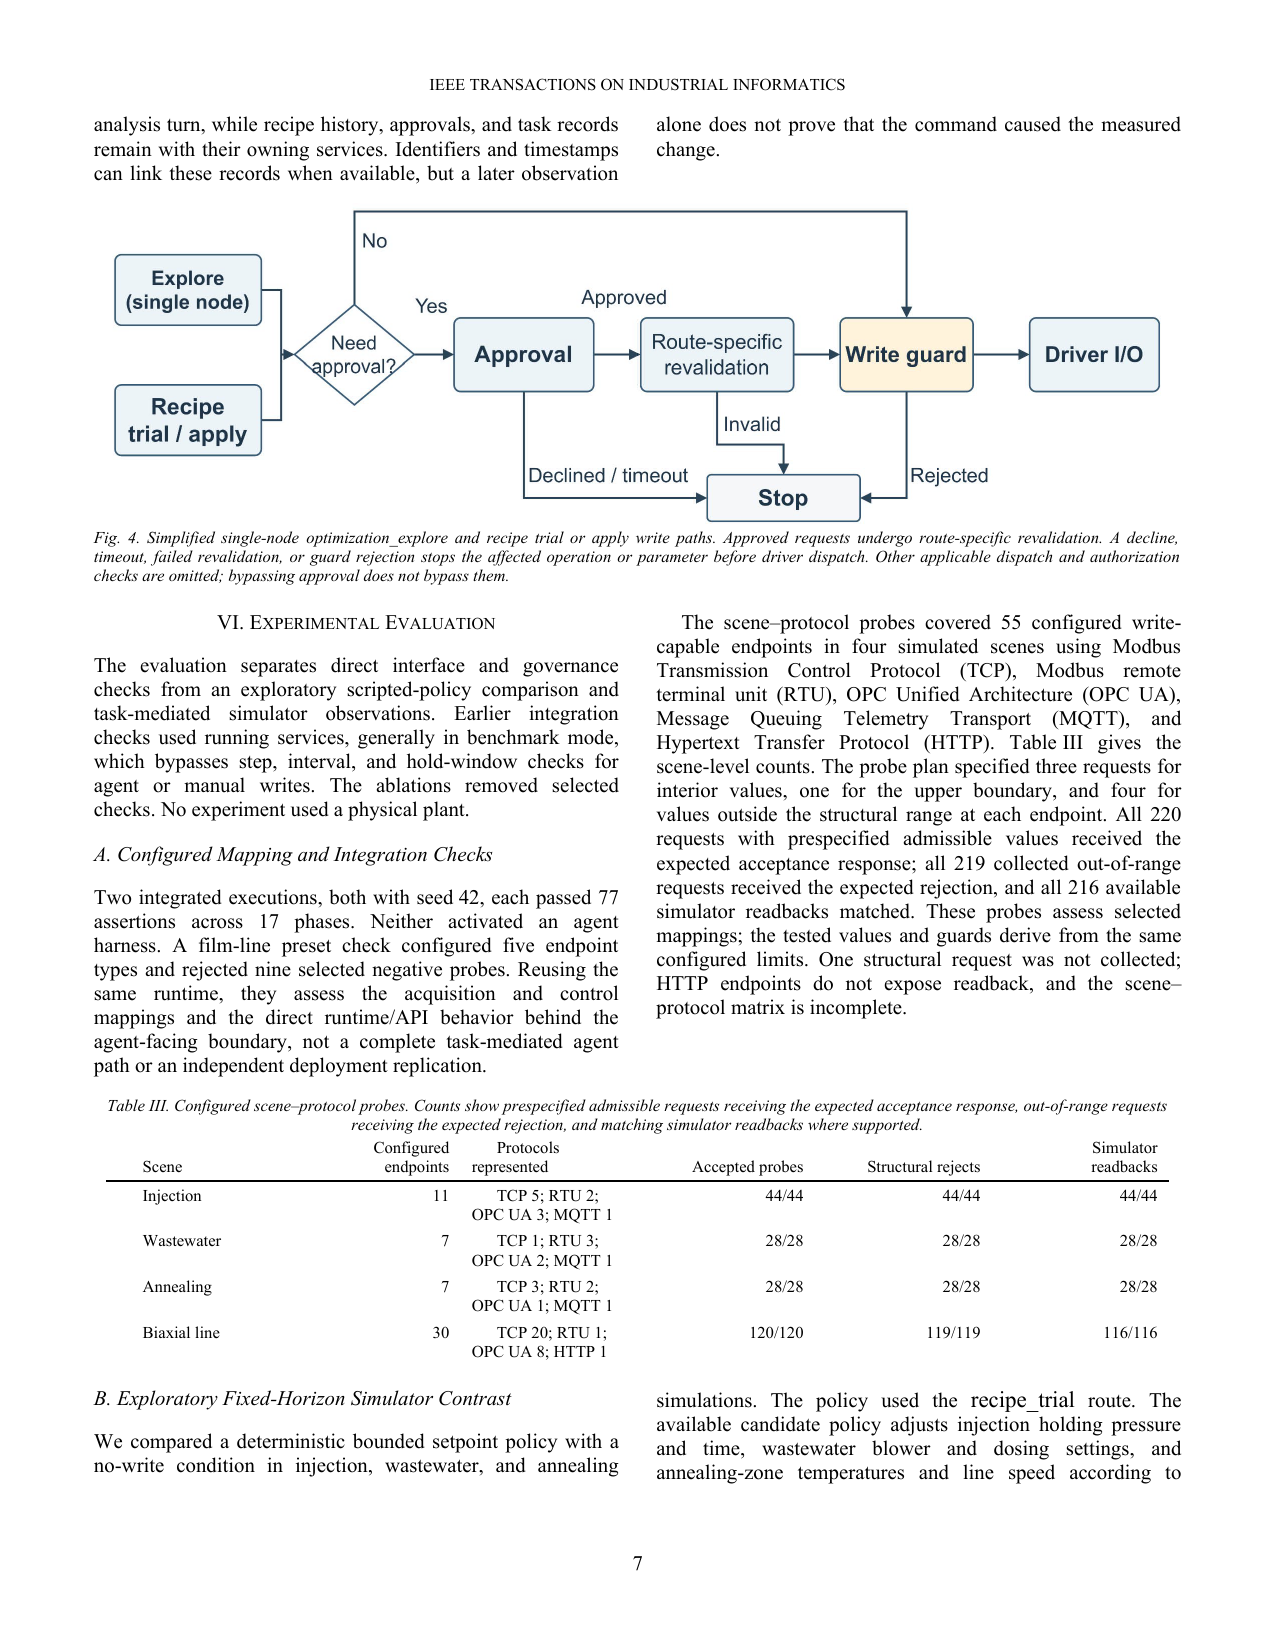 IEEE TRANSACTIONS ON INDUSTRIAL INFORMATICS
analysis turn, while recipe history, approvals, and task records
remain with their owning services. Identifiers and timestamps
can link these records when available, but a later observation
alone does not prove that the command caused the measured
change.
No
Explore
(single node)
Yes
Approved
Need
approval?
Approval
Route-specific
revalidation
Write guard
Driver I/O
Recipe
trial / apply
Invalid
Declined / timeout
Rejected
Stop
Fig. 4. Simplified single-node optimization_explore and recipe trial or apply write paths. Approved requests undergo route-specific revalidation. A decline,
timeout, failed revalidation, or guard rejection stops the affected operation or parameter before driver dispatch. Other applicable dispatch and authorization
checks are omitted; bypassing approval does not bypass them.
VI. EXPERIMENTAL EVALUATION
The evaluation separates direct interface and governance
checks from an exploratory scripted-policy comparison and
task-mediated simulator observations. Earlier integration
checks used running services, generally in benchmark mode,
which bypasses step, interval, and hold-window checks for
agent or manual writes. The ablations removed selected
checks. No experiment used a physical plant.
A. Configured Mapping and Integration Checks
Two integrated executions, both with seed 42, each passed 77
assertions across 17 phases. Neither activated an agent
harness. A film-line preset check configured five endpoint
types and rejected nine selected negative probes. Reusing the
same runtime, they assess the acquisition and control
mappings and the direct runtime/API behavior behind the
agent-facing boundary, not a complete task-mediated agent
path or an independent deployment replication.
The scene–protocol probes covered 55 configured write-
capable endpoints in four simulated scenes using Modbus
Transmission Control Protocol (TCP), Modbus remote
terminal unit (RTU), OPC Unified Architecture (OPC UA),
Message Queuing Telemetry Transport (MQTT), and
Hypertext Transfer Protocol (HTTP). Table III gives the
scene-level counts. The probe plan specified three requests for
interior values, one for the upper boundary, and four for
values outside the structural range at each endpoint. All 220
requests with prespecified admissible values received the
expected acceptance response; all 219 collected out-of-range
requests received the expected rejection, and all 216 available
simulator readbacks matched. These probes assess selected
mappings; the tested values and guards derive from the same
configured limits. One structural request was not collected;
HTTP endpoints do not expose readback, and the scene–
protocol matrix is incomplete.
Table III. Configured scene–protocol probes. Counts show prespecified admissible requests receiving the expected acceptance response, out-of-range requests
receiving the expected rejection, and matching simulator readbacks where supported.
Configured Protocols Simulator
Scene endpoints represented Accepted probes Structural rejects readbacks
Injection 11 TCP 5; RTU 2; 44/44 44/44 44/44
OPC UA 3; MQTT 1
Wastewater 7 TCP 1; RTU 3; 28/28 28/28 28/28
OPC UA 2; MQTT 1
Annealing 7 TCP 3; RTU 2; 28/28 28/28 28/28
OPC UA 1; MQTT 1
Biaxial line 30 TCP 20; RTU 1; 120/120 119/119 116/116
OPC UA 8; HTTP 1
B. Exploratory Fixed-Horizon Simulator Contrast
We compared a deterministic bounded setpoint policy with a
no-write condition in injection, wastewater, and annealing
simulations. The policy used the recipe_trial route. The
available candidate policy adjusts injection holding pressure
and time, wastewater blower and dosing settings, and
annealing-zone temperatures and line speed according to
7